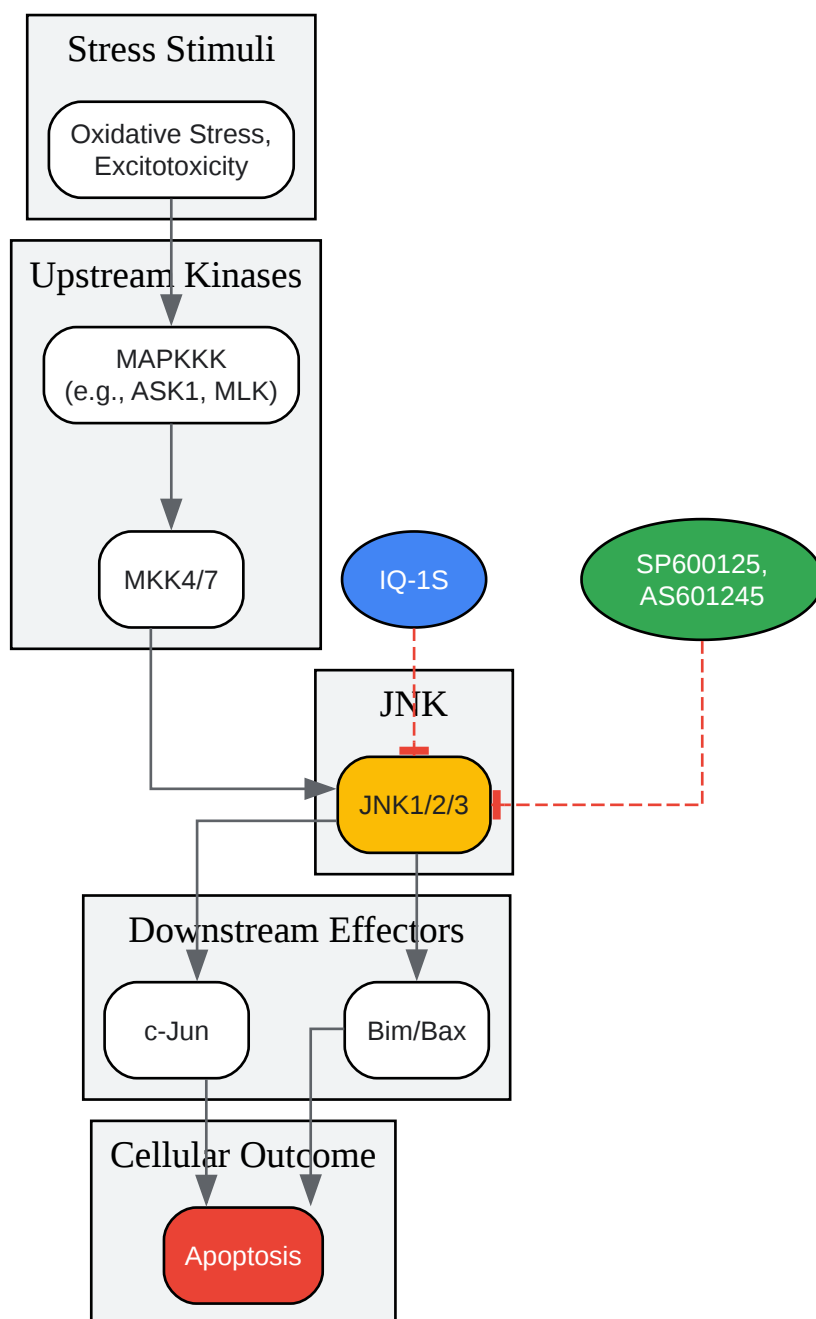 Stress Stimuli
Oxidative Stress,
Excitotoxicity
Upstream Kinases
MAPKKK
(e.g., ASK1, MLK)
MKK4/7
IQ-1S
SP600125,
AS601245
JNK
JNK1/2/3
Downstream Effectors
c-Jun
Bim/Bax
Cellular Outcome
Apoptosis